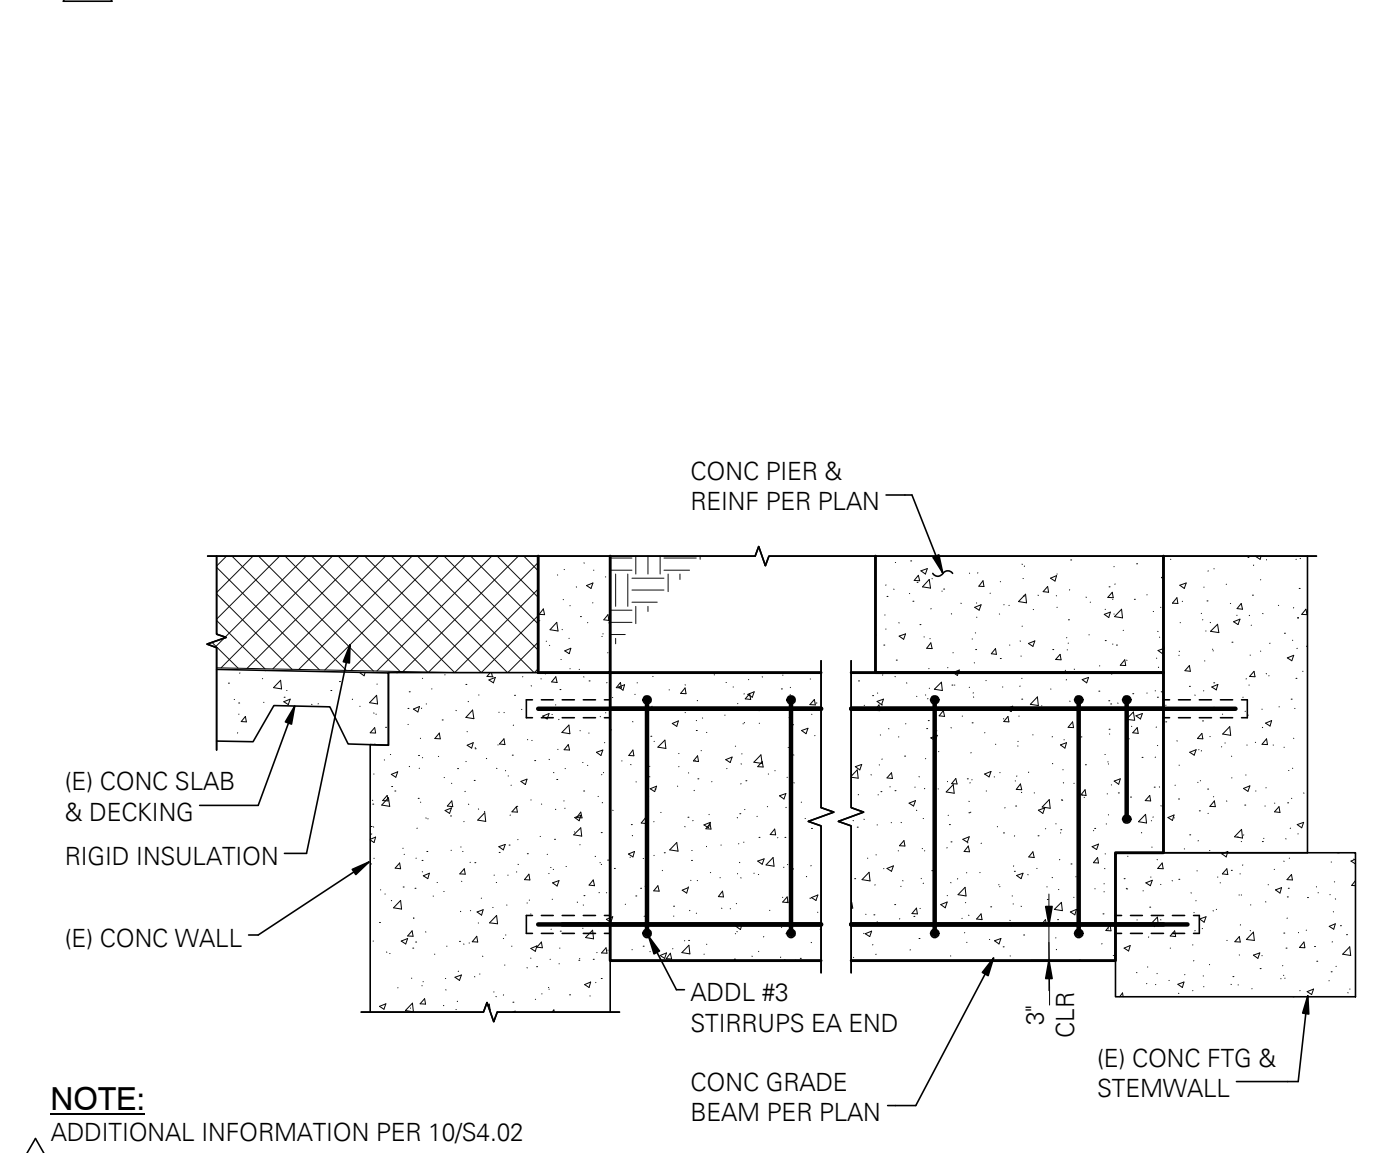 CONC PIER &
REINF PER PLAN
(E) CONC SLAB
& DECKING
RIGID INSULATION
(E) CONC WALL
ADDL #3
STIRRUPS EA END
3"
CLR
CONC GRADE
BEAM PER PLAN
(E) CONC FTG &
STEMWALL
NOTE:
ADDITIONAL INFORMATION PER 10/S4.02